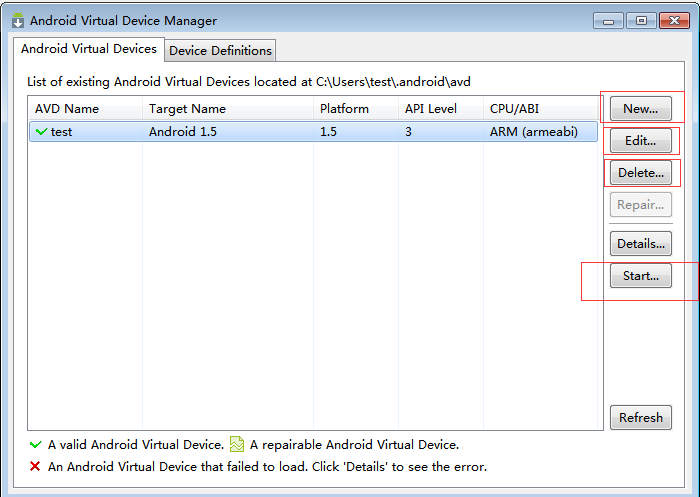 Android Virtual Device Manager
Android Virtual Devices Device Definitions
List of existing Android Virtual Devices located at C:\Users\test\.android\avd
AVD Name Target Name Platform API Level CPU/ABI
test Android 1.5 1.5 3 ARM (armeabi)
New...
Edit...
Delete...
Repair...
Details...
Start...
Refresh
A valid Android Virtual Device. A repairable Android Virtual Device.
An Android Virtual Device that failed to load. Click 'Details' to see the error.